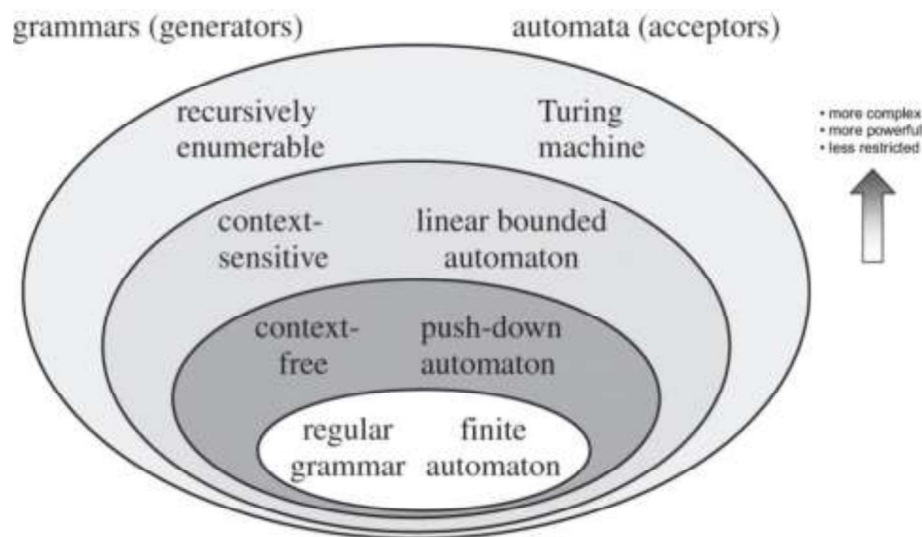 grammars (generators)
automata (acceptors)
recursively
enumerable
Turing
machine
• more complex
• more powerful
• less restricted
context-
sensitive
linear bounded
automaton
context-
free
push-down
automaton
regular
grammar
finite
automaton